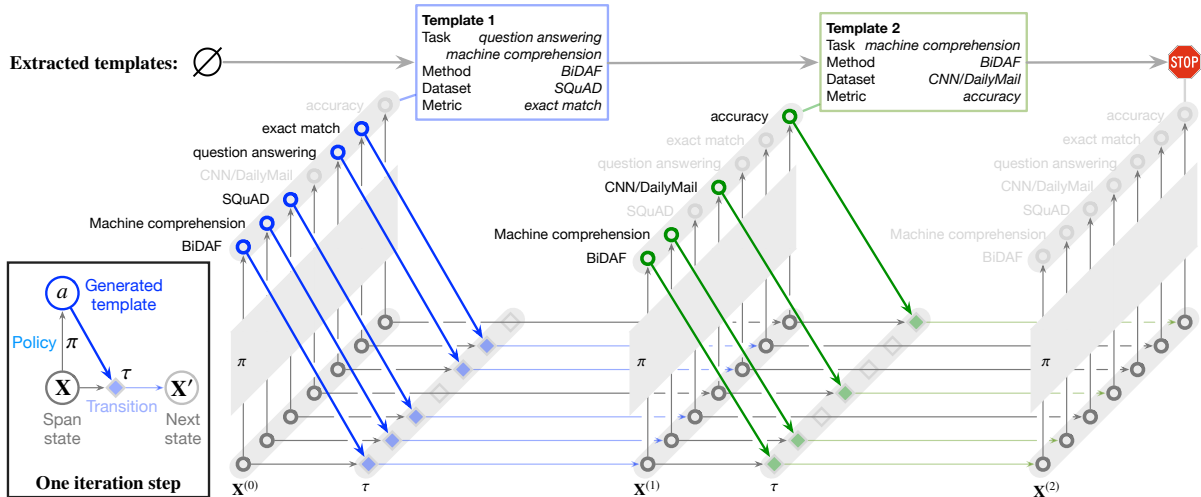 Extracted templates:
Template 1
Task question answering
machine comprehension
Method BiDAF
Dataset SQuAD
Metric exact match
Template 2
Task machine comprehension
Method BiDAF
Dataset CNN/DailyMail
Metric accuracy
STOP
accuracy
exact match
question answering
CNN/DailyMail
SQuAD
Machine comprehension
BiDAF
π
X(0)
τ
accuracy
exact match
question answering
CNN/DailyMail
SQuAD
Machine comprehension
BiDAF
π
X(1)
τ
accuracy
exact match
question answering
CNN/DailyMail
SQuAD
Machine comprehension
BiDAF
π
X(2)
a
Generated
template
Policy
π
τ
X
X′
Transition
Span
state
Next
state
One iteration step